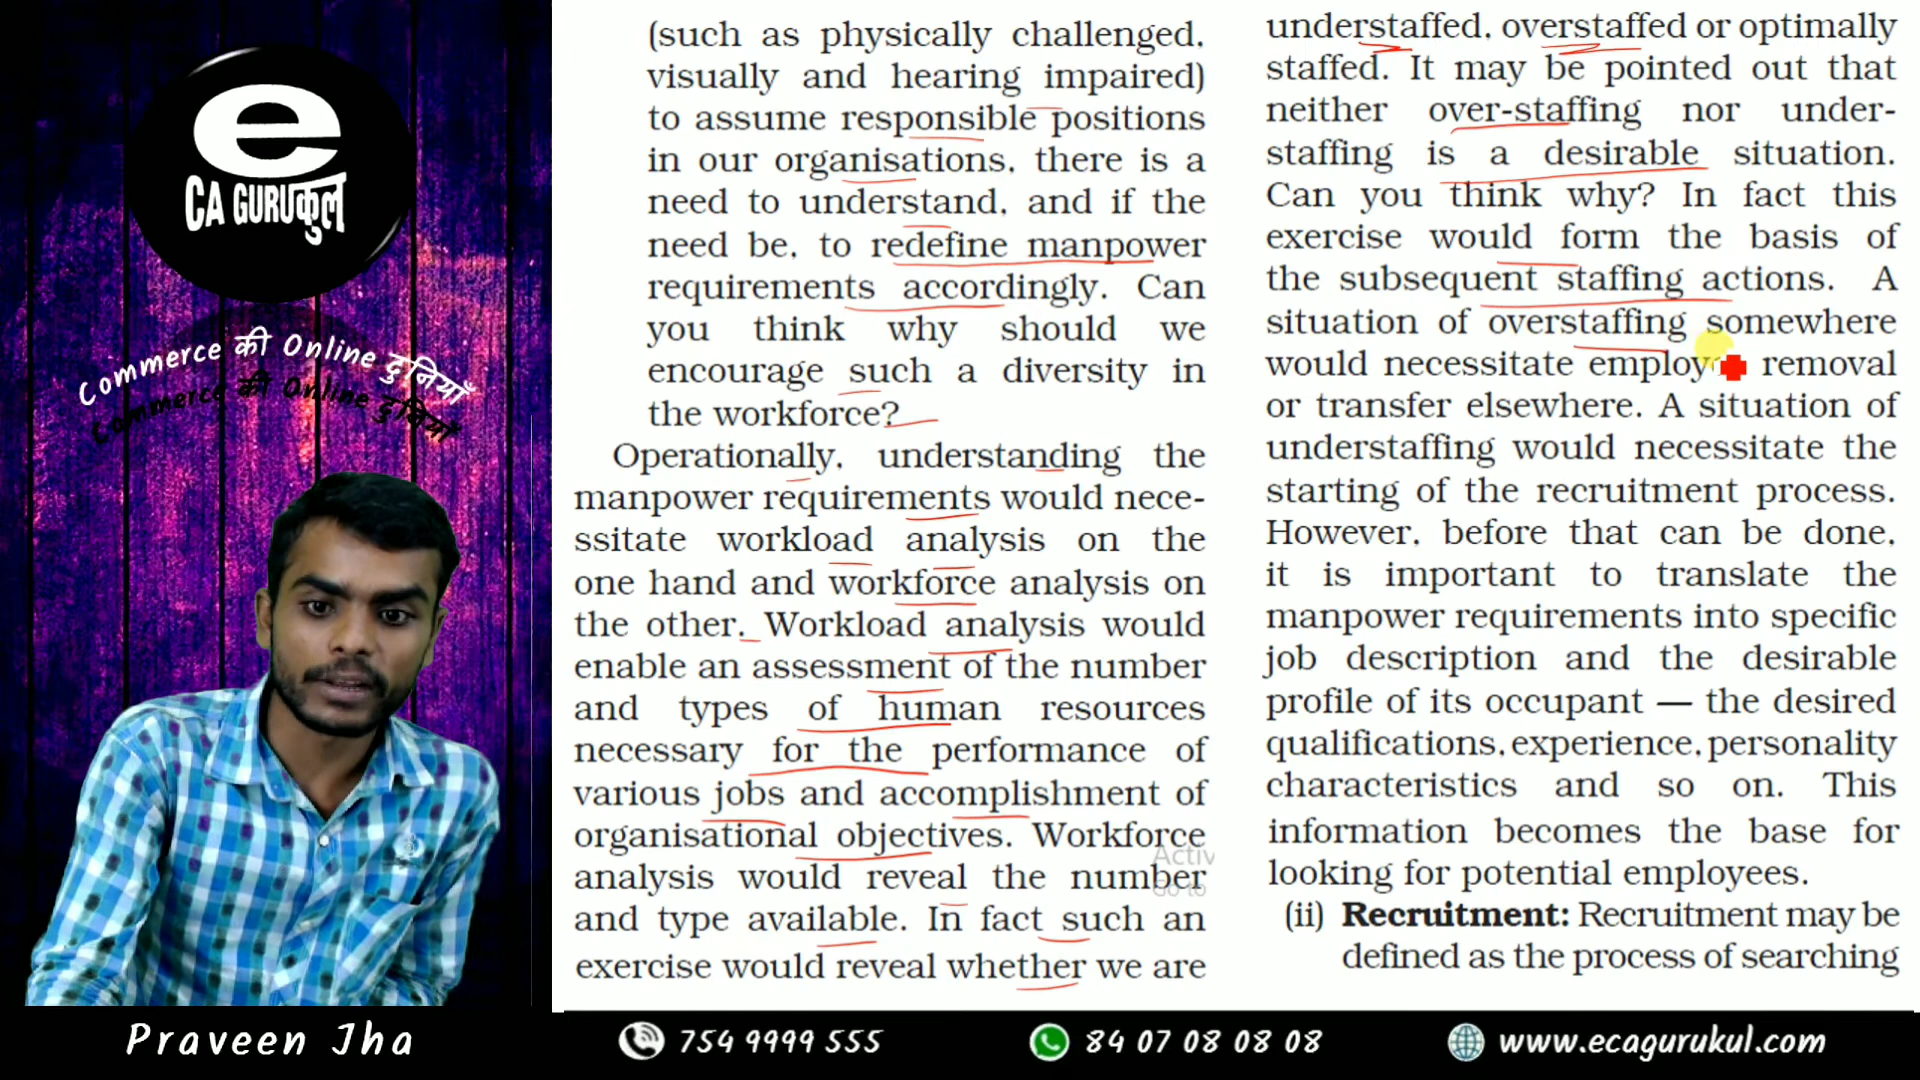 e
CA GURUकुल
Commerce की Online दुनियाँ
Commerce की Online दुनियाँ
(such as physically challenged,
visually and hearing impaired)
to assume responsible positions
in our organisations, there is a
need to understand, and if the
need be, to redefine manpower
requirements accordingly. Can
you think why should we
encourage such a diversity in
the workforce?
Operationally, understanding the
manpower requirements would nece-
ssitate workload analysis on the
one hand and workforce analysis on
the other. Workload analysis would
enable an assessment of the number
and types of human resources
necessary for the performance of
various jobs and accomplishment of
organisational objectives. Workforce
analysis would reveal the number
and type available. In fact such an
exercise would reveal whether we are
Activ
Go to
understaffed, overstaffed or optimally
staffed. It may be pointed out that
neither over-staffing nor under-
staffing is a desirable situation.
Can you think why? In fact this
exercise would form the basis of
the subsequent staffing actions. A
situation of overstaffing somewhere
would necessitate removal
or transfer elsewhere. A situation of
understaffing would necessitate the
starting of the recruitment process.
However, before that can be done,
it is important to translate the
manpower requirements into specific
job description and the desirable
profile of its occupant — the desired
qualifications, experience, personality
characteristics and so on. This
information becomes the base for
looking for potential employees.
(ii) Recruitment: Recruitment may be
defined as the process of searching
Praveen Jha
754 9999 555
84 07 08 08 08
www.ecagurukul.com